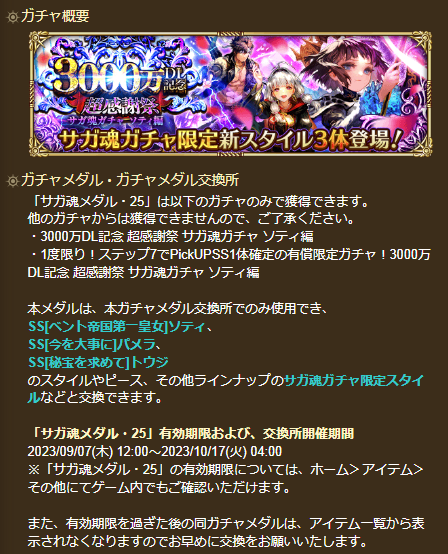 ガチャ概要
3000万DL
記念
超感謝祭
サガ魂ガチャ ソティ編
サガ魂ガチャ限定新スタイル3体登場!
ガチャメダル・ガチャメダル交換所
「サガ魂メダル・25」は以下のガチャのみで獲得できます。
他のガチャからは獲得できませんので、ご了承ください。
・3000万DL記念 超感謝祭 サガ魂ガチャ ソティ編
・1度限り！ステップ7でPickUPSS1体確定の有償限定ガチャ！3000万
DL記念 超感謝祭 サガ魂ガチャ ソティ編
本メダルは、本ガチャメダル交換所でのみ使用でき、
SS[ベント帝国第一皇女]ソティ、
SS[今を大事に]パメラ、
SS[秘宝を求めて]トウジ
のスタイルやピース、その他ラインナップのサガ魂ガチャ限定スタイ
ルなどと交換できます。
「サガ魂メダル・25」有効期限および、交換所開催期間
2023/09/07(木) 12:00～2023/10/17(火) 04:00
※「サガ魂メダル・25」の有効期限については、ホーム＞アイテム＞
その他にてゲーム内でもご確認いただけます。
また、有効期限を過ぎた後の同ガチャメダルは、アイテム一覧から表
示されなくなりますのでお早めに交換をお願いいたします。